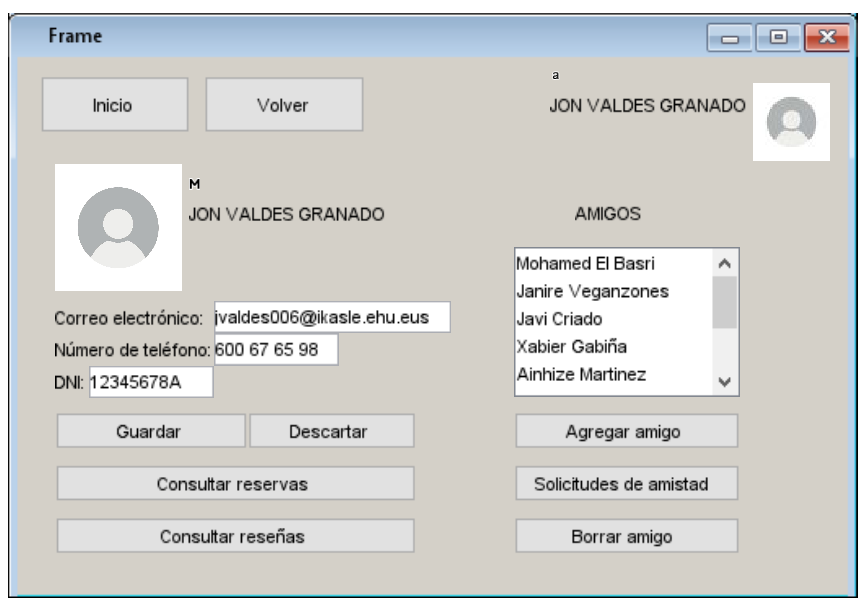 Frame
Inicio
Volver
a
JON VALDES GRANADO
M
JON VALDES GRANADO
Correo electrónico: jvaldes006@ikasle.ehu.eus
Número de teléfono: 600 67 65 98
DNI: 12345678A
Guardar
Descartar
Consultar reservas
Consultar reseñas
AMIGOS
Mohamed El Basri
Janire Veganzones
Javi Criado
Xabier Gabiña
Ainhize Martinez
Agregar amigo
Solicitudes de amistad
Borrar amigo